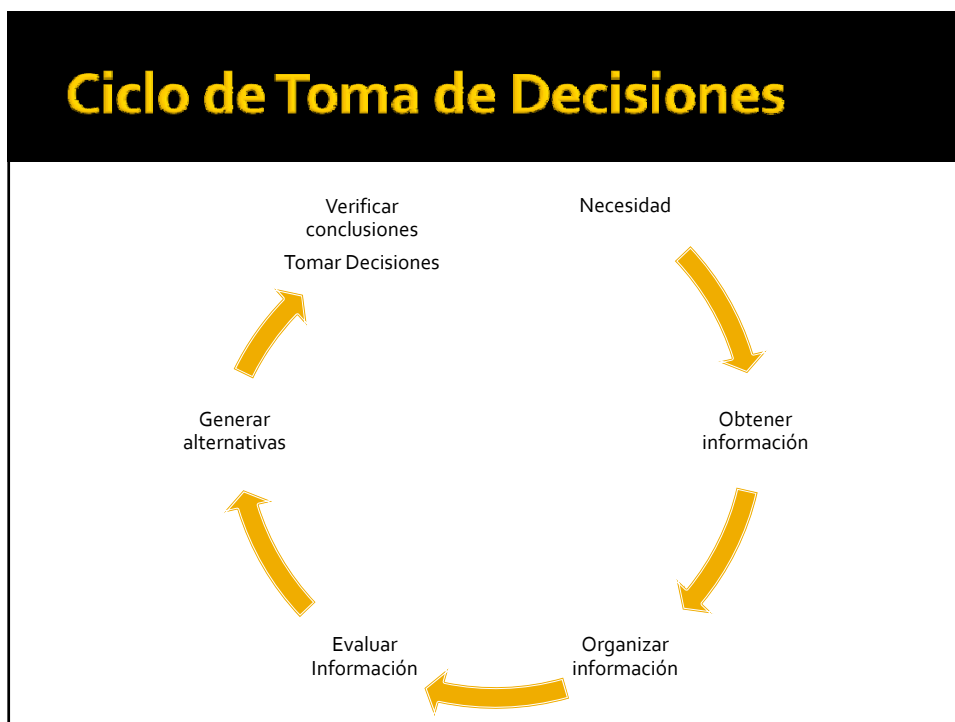 Ciclo de Toma de Decisiones
Necesidad
Obtener
información
Organizar
información
Evaluar
Información
Generar
alternativas
Verificar
conclusiones
Tomar Decisiones